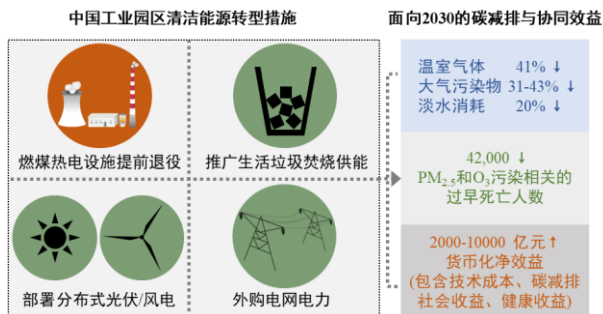 中国工业园区清洁能源转型措施
面向2030的碳减排与协同效益
燃煤热电设施提前退役
推广生活垃圾焚烧供能
部署分布式光伏/风电
外购电网电力
温室气体 41% ↓
大气污染物 31-43% ↓
淡水消耗 20% ↓
42,000 ↓
PM2.5和O3污染相关的
过早死亡人数
2000-10000 亿元↑
货币化净效益
(包含技术成本、碳减排
社会收益、健康收益)